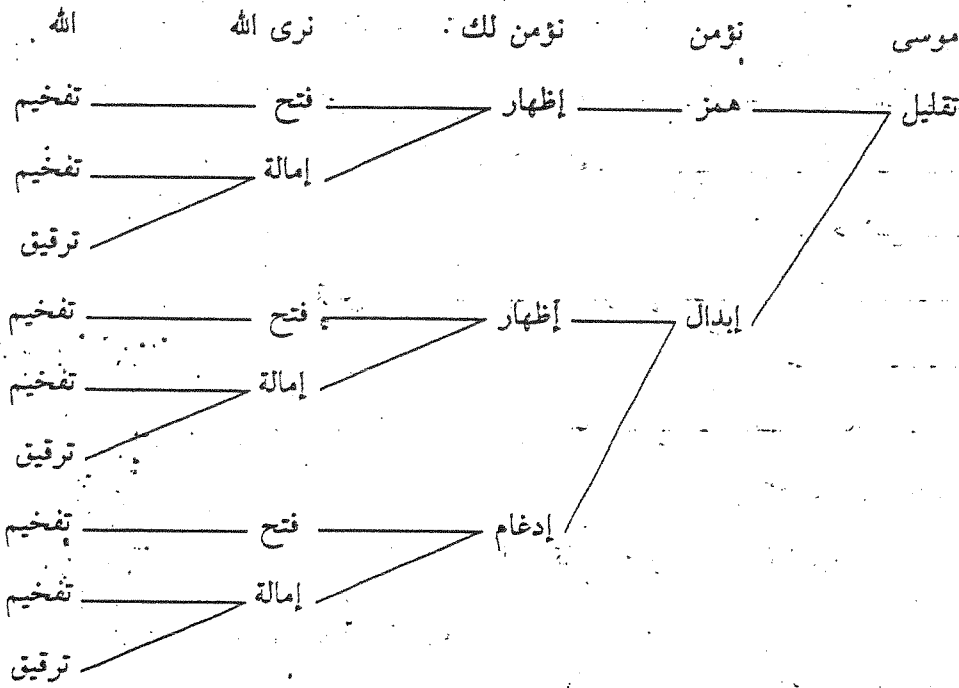 موسى نؤمن نؤمن لك : نرى الله الله
تقليل همز إظهار فتح تفخيم
إمالة تفخيم
ترقيق
إبدال إظهار فتح تفخيم
إمالة تفخيم
ترقيق
إدغام فتح تفخيم
إمالة تفخيم
ترقيق